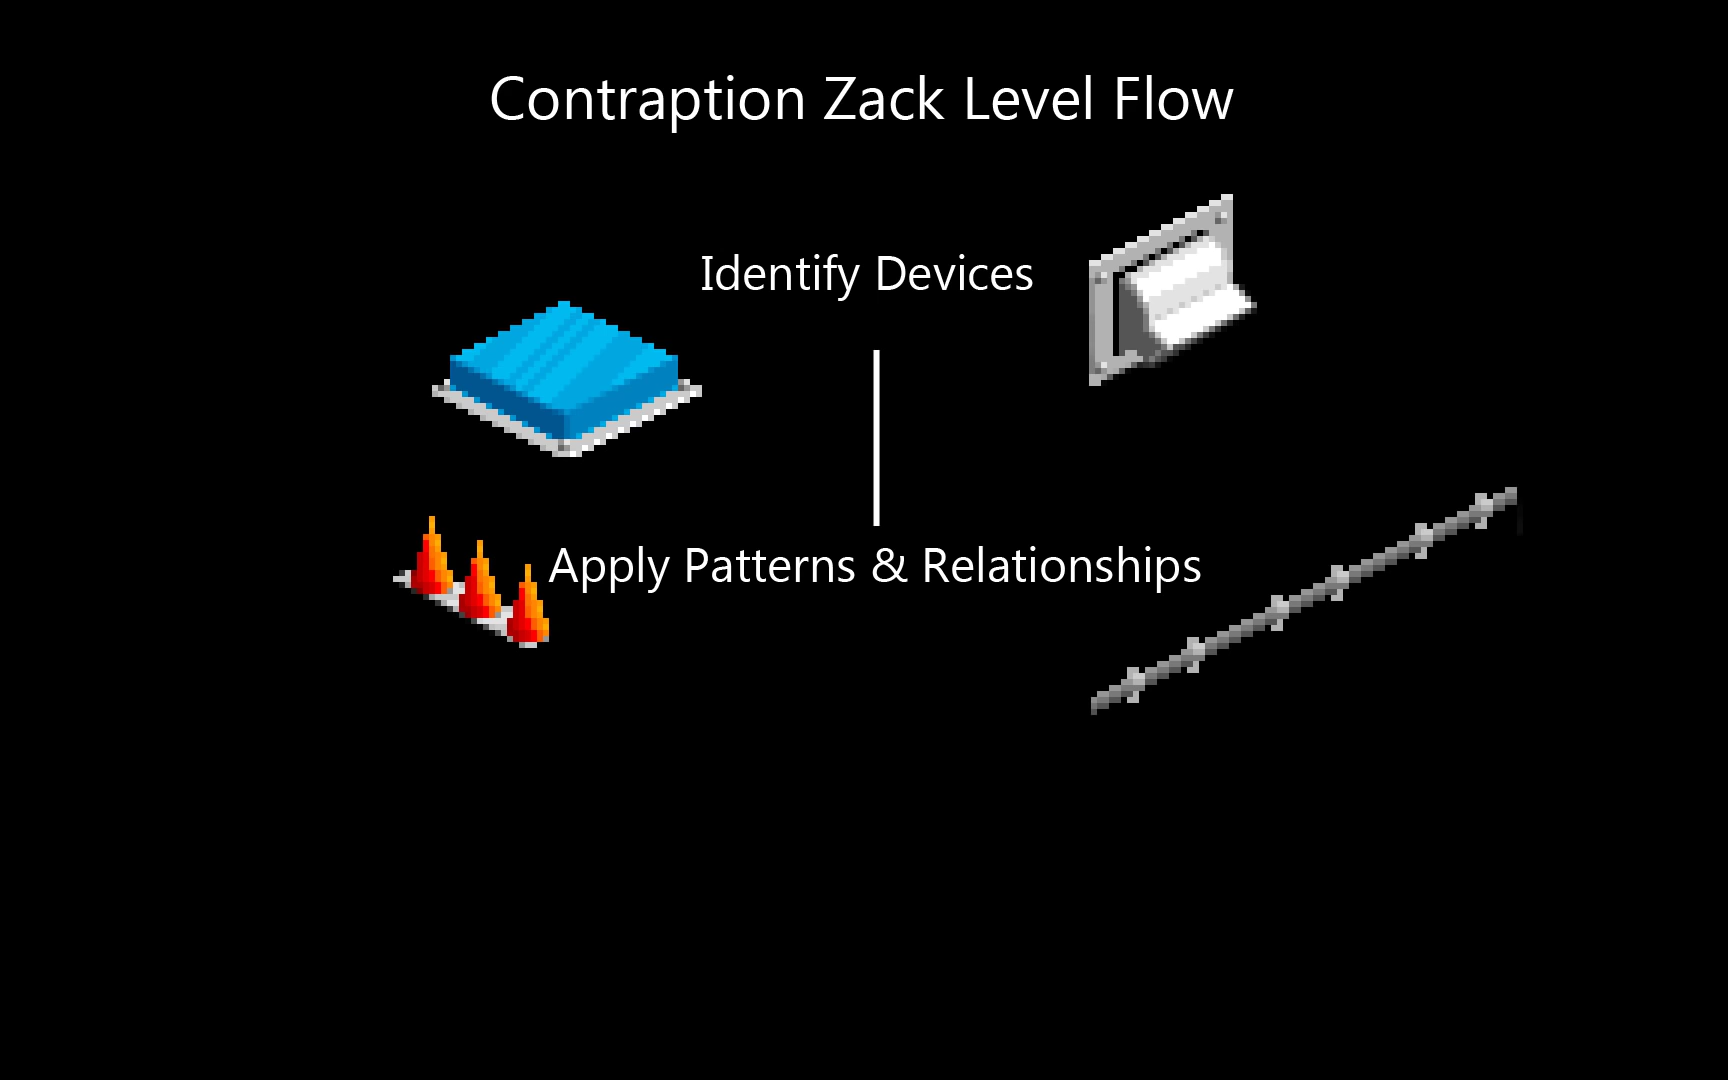 Contraption Zack Level Flow
Identify Devices
Apply Patterns & Relationships